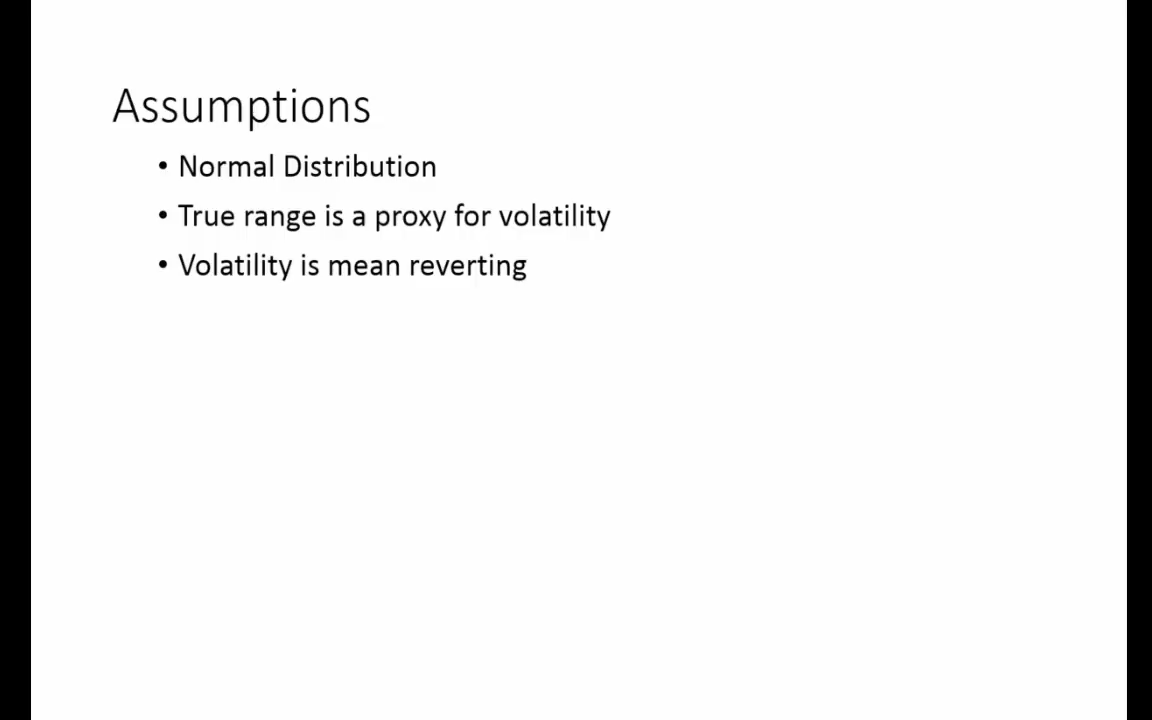 Assumptions
• Normal Distribution
• True range is a proxy for volatility
• Volatility is mean reverting